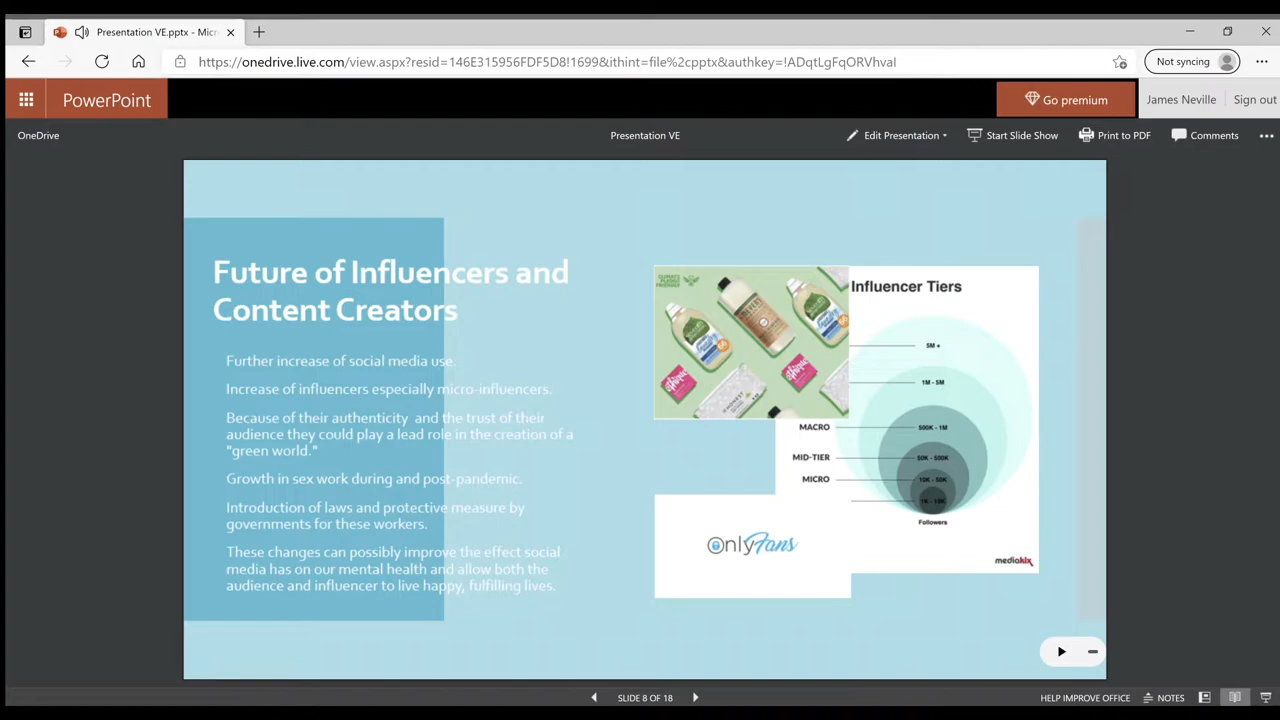 Presentation VE.pptx - Micr
https://onedrive.live.com/view.aspx?resid=146E315956FDF5D8!1699&ithint=file%2cpptx&authkey=!ADqtLgFqORVhvaI
Not syncing
PowerPoint
Go premium
James Neville
Sign out
OneDrive
Presentation VE
Edit Presentation
Start Slide Show
Print to PDF
Comments
Future of Influencers and
Content Creators
Further increase of social media use.
Increase of influencers especially micro-influencers.
Because of their authenticity and the trust of their
audience they could play a lead role in the creation of a
"green world."
Growth in sex work during and post-pandemic.
Introduction of laws and protective measure by
governments for these workers.
These changes can possibly improve the effect social
media has on our mental health and allow both the
audience and influencer to live happy, fulfilling lives.
CLIMATE
PLEDGE
FRIENDLY
Influencer Tiers
5M +
1M - 5M
MACRO
500K - 1M
MID-TIER
50K - 500K
MICRO
10K - 50K
1K - 10K
Followers
mediakix
OnlyFans
SLIDE 8 OF 18
HELP IMPROVE OFFICE
NOTES